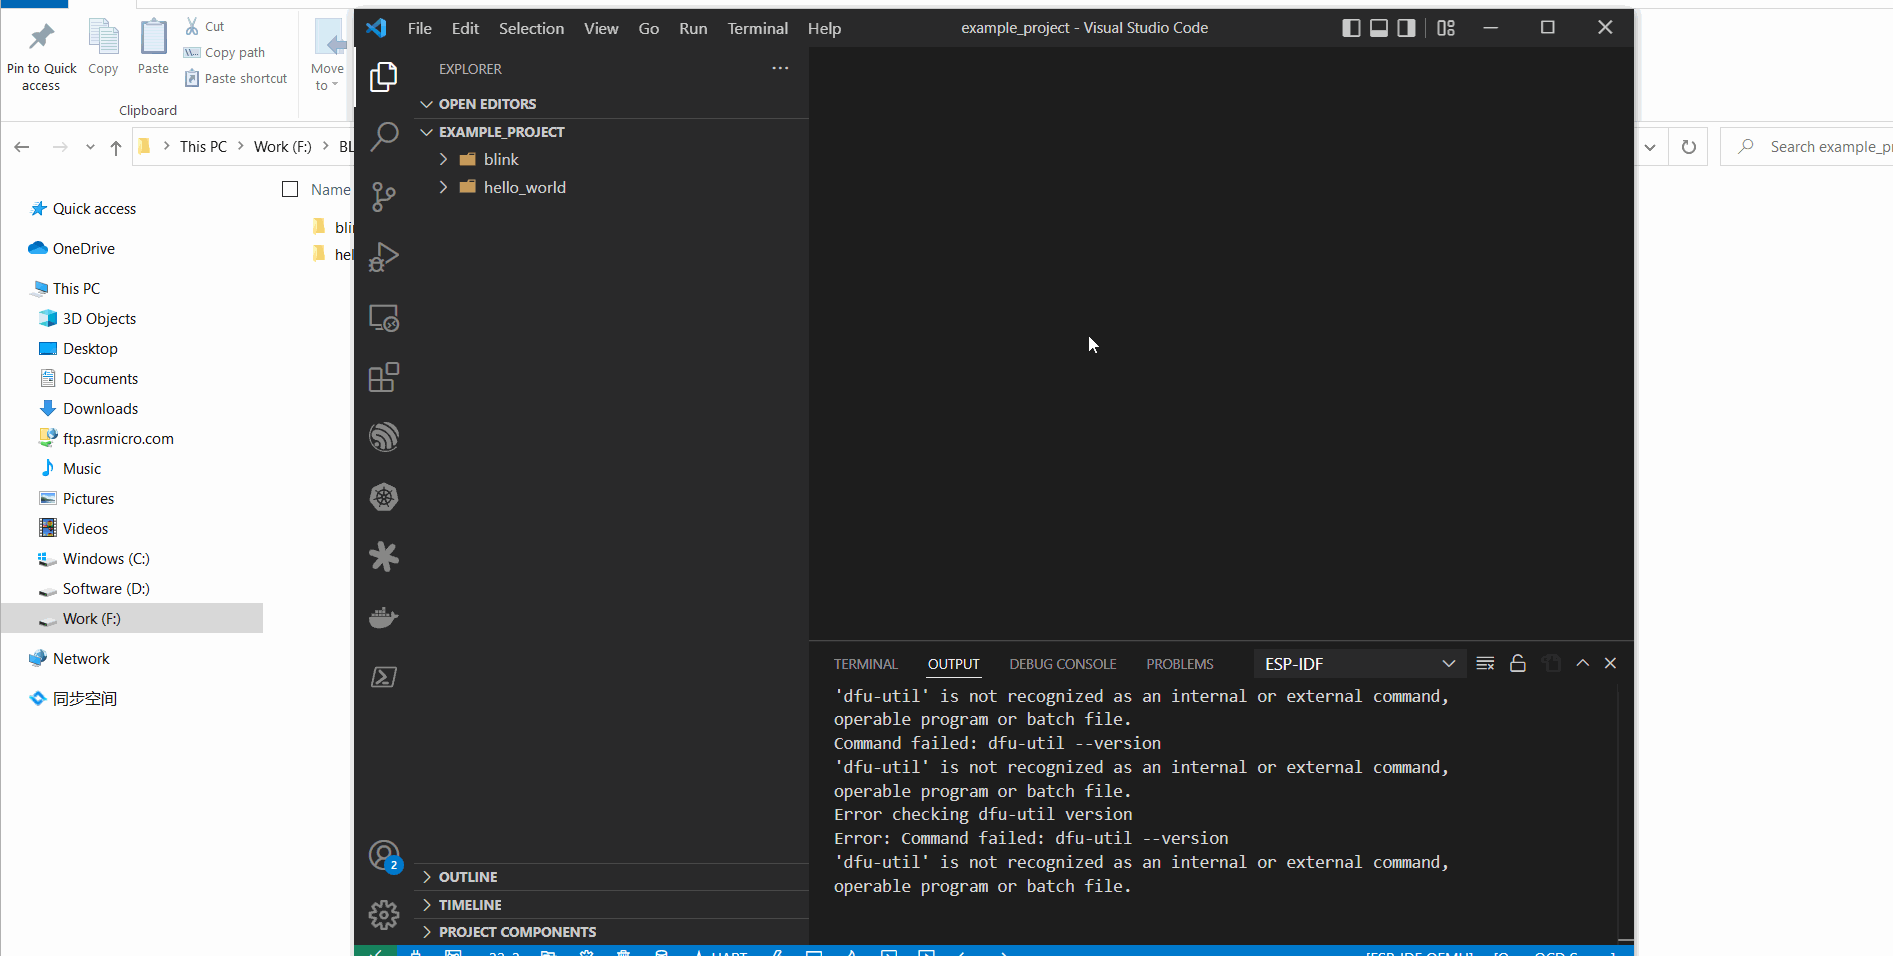 File Edit Selection View Go Run Terminal Help
example_project - Visual Studio Code
Pin to Quick access
Copy
Paste
Cut
Copy path
Paste shortcut
Move to
Clipboard
This PC > Work (F:) >
Search
Name
Quick access
OneDrive
This PC
3D Objects
Desktop
Documents
Downloads
ftp.asrmicro.com
Music
Pictures
Videos
Windows (C:)
Software (D:)
Work (F:)
Network
同步空间
EXPLORER
OPEN EDITORS
EXAMPLE_PROJECT
blink
hello_world
OUTLINE
TIMELINE
PROJECT COMPONENTS
2
TERMINAL OUTPUT DEBUG CONSOLE PROBLEMS
ESP-IDF
'dfu-util' is not recognized as an internal or external command,
operable program or batch file.
Command failed: dfu-util --version
'dfu-util' is not recognized as an internal or external command,
operable program or batch file.
Error checking dfu-util version
Error: Command failed: dfu-util --version
'dfu-util' is not recognized as an internal or external command,
operable program or batch file.